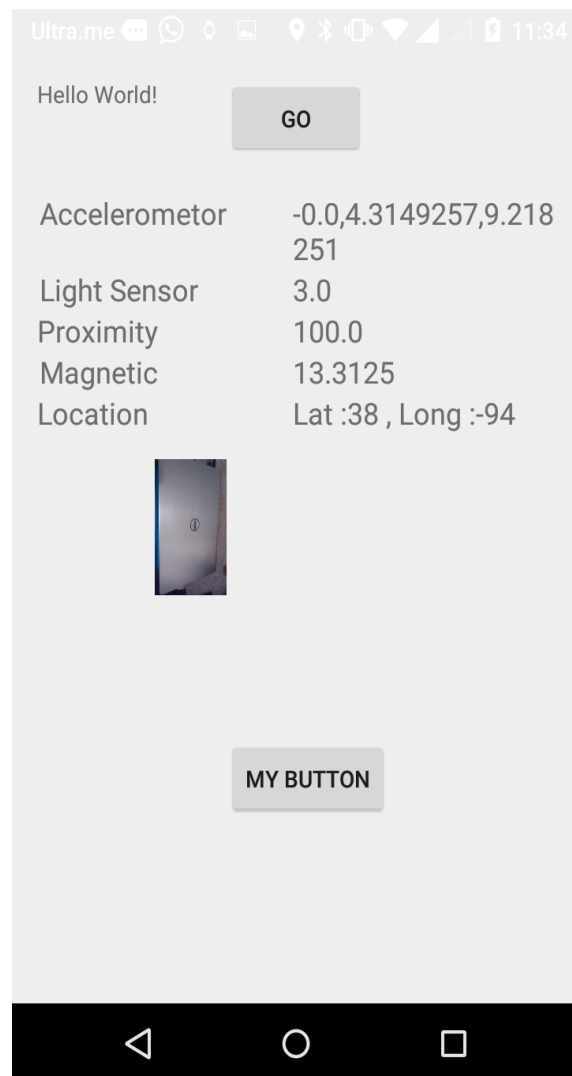 Ultra.me 11:34
Hello World!
GO
Accelerometor -0.0,4.3149257,9.218
251
Light Sensor 3.0
Proximity 100.0
Magnetic 13.3125
Location Lat :38 , Long :-94
MY BUTTON